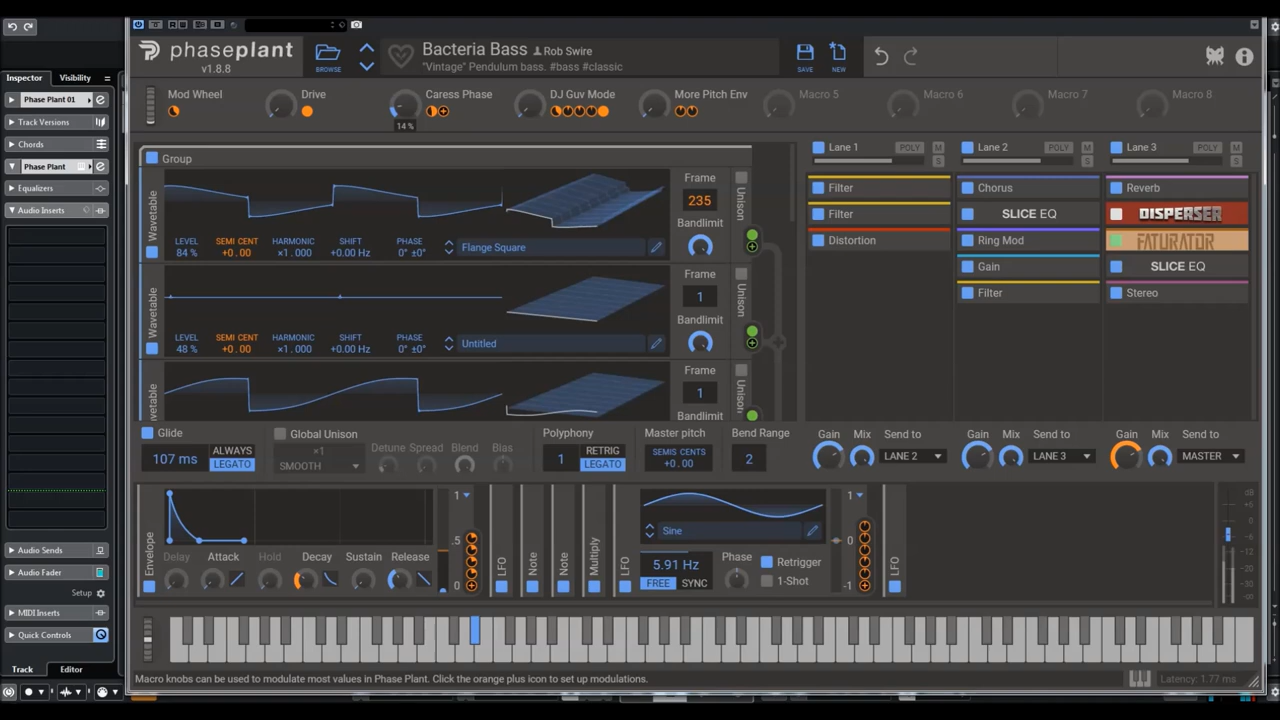 Inspector Visibility
Phase Plant 01
Track Versions
Chords
Phase Plant
Equalizers
Audio Inserts
Audio Sends
Audio Fader
Setup
MIDI Inserts
Quick Controls
Track Editor
phaseplant
v1.8.8
BROWSE
Bacteria Bass Rob Swire
"Vintage" Pendulum bass. #bass #classic
SAVE NEW
Mod Wheel Drive Caress Phase DJ Guv Mode More Pitch Env Macro 5 Macro 6 Macro 7 Macro 8
14 %
Group
Wavetable
LEVEL SEMI CENT HARMONIC SHIFT PHASE
84 % +0.00 ×1.000 +0.00 Hz 0° ±0°
Flange Square
Frame
235
Bandlimit
Unison
Wavetable
LEVEL SEMI CENT HARMONIC SHIFT PHASE
48 % +0.00 ×1.000 +0.00 Hz 0° ±0°
Untitled
Frame
1
Bandlimit
Unison
avetable
Frame
1
Bandlimit
Unison
Lane 1 POLY M
S
Filter
Filter
Distortion
Lane 2 POLY M
S
Chorus
SLICE EQ
Ring Mod
Gain
Filter
Lane 3 POLY M
S
Reverb
DISPERSER
FATURATOR
SLICE EQ
Stereo
Glide
107 ms
ALWAYS
LEGATO
Global Unison
×1
SMOOTH
Detune Spread Blend Bias
Polyphony
1
RETRIG
LEGATO
Master pitch
SEMIS CENTS
+0.00
Bend Range
2
Gain Mix Send to
LANE 2
Gain Mix Send to
LANE 3
Gain Mix Send to
MASTER
Envelope
Delay Attack Hold Decay Sustain Release
1
.5
0
LFO
Note
Note
Multiply
LFO
Sine
5.91 Hz
FREE SYNC
Phase
Retrigger
1-Shot
1
0
-1
LFO
dB
Macro knobs can be used to modulate most values in Phase Plant. Click the orange plus icon to set up modulations.
Latency: 1.77 ms